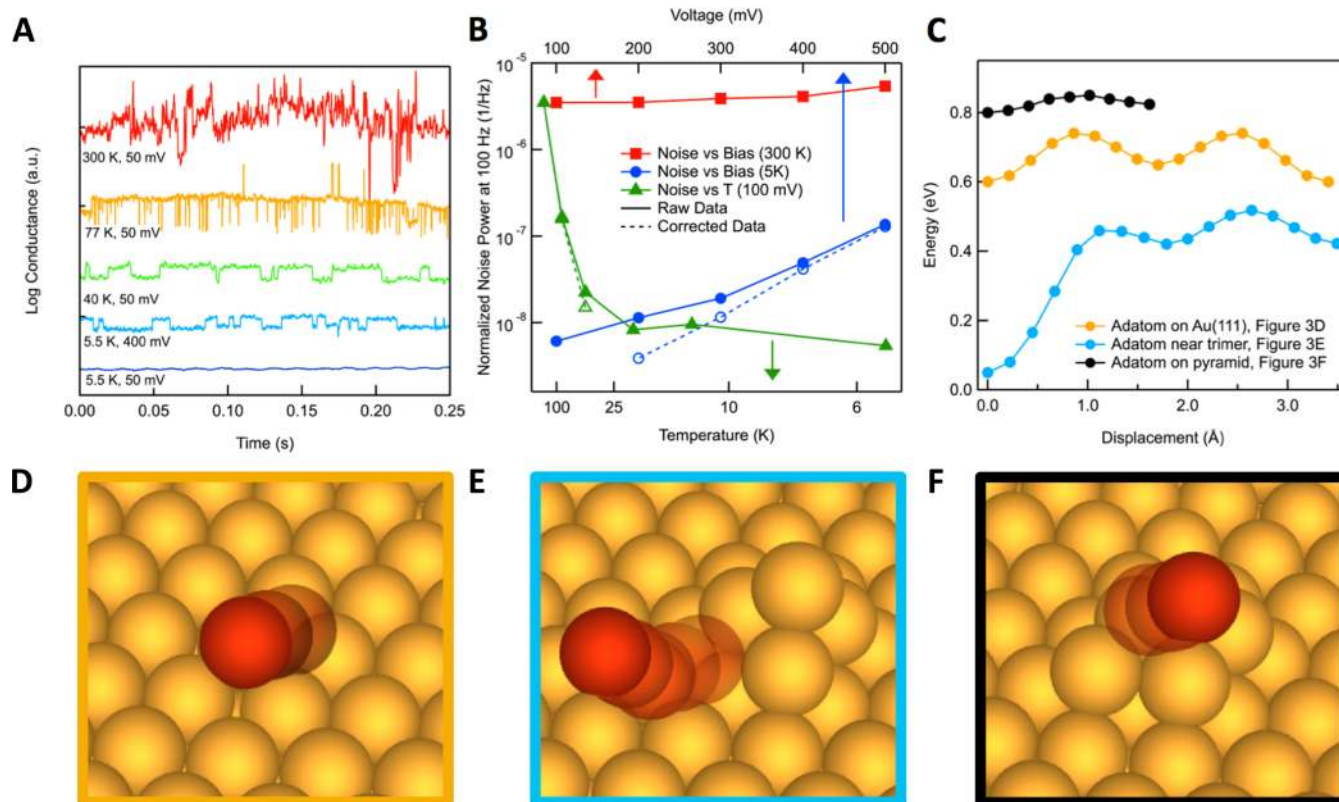 A
Log Conductance (a.u.)
300 K, 50 mV
77 K, 50 mV
40 K, 50 mV
5.5 K, 400 mV
5.5 K, 50 mV
0.00 0.05 0.10 0.15 0.20 0.25
Time (s)
B
Voltage (mV)
100 200 300 400 500
Normalized Noise Power at 100 Hz (1/Hz)
10-5
10-6
10-7
10-8
Noise vs Bias (300 K)
Noise vs Bias (5K)
Noise vs T (100 mV)
Raw Data
Corrected Data
100 25 10 6
Temperature (K)
C
Energy (eV)
0.8
0.6
0.4
0.2
0.0
Adatom on Au(111), Figure 3D
Adatom near trimer, Figure 3E
Adatom on pyramid, Figure 3F
0.0 1.0 2.0 3.0
Displacement (Å)
D
E
F